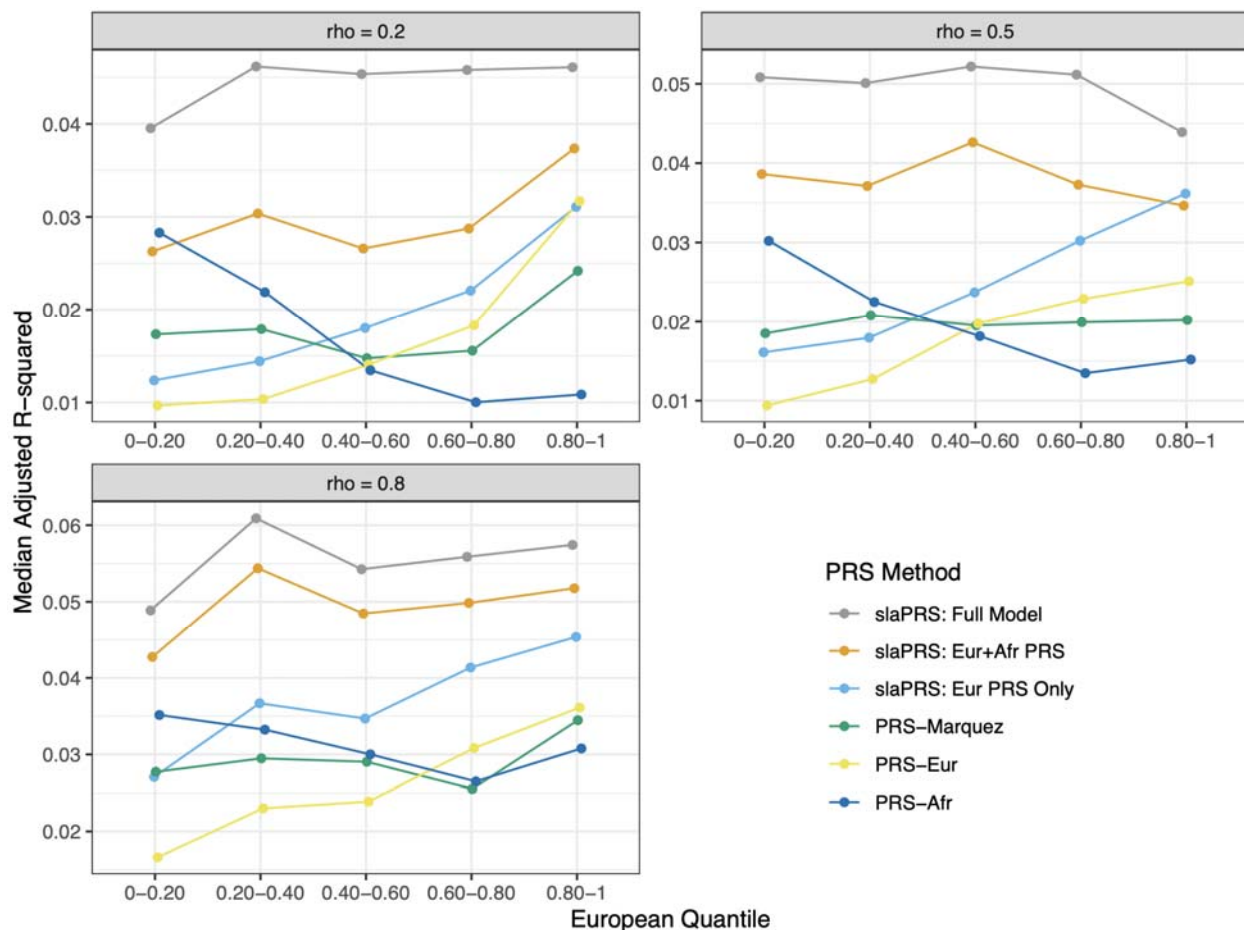 rho = 0.2
rho = 0.5
0.04
0.03
0.02
0.01
0.05
0.04
0.03
0.02
0.01
0−0.20 0.20−0.40 0.40−0.60 0.60−0.80 0.80−1
0−0.20 0.20−0.40 0.40−0.60 0.60−0.80 0.80−1
Median Adjusted R−squared
rho = 0.8
0.06
0.05
0.04
0.03
0.02
0−0.20 0.20−0.40 0.40−0.60 0.60−0.80 0.80−1
European Quantile
PRS Method
slaPRS: Full Model
slaPRS: Eur+Afr PRS
slaPRS: Eur PRS Only
PRS−Marquez
PRS−Eur
PRS−Afr